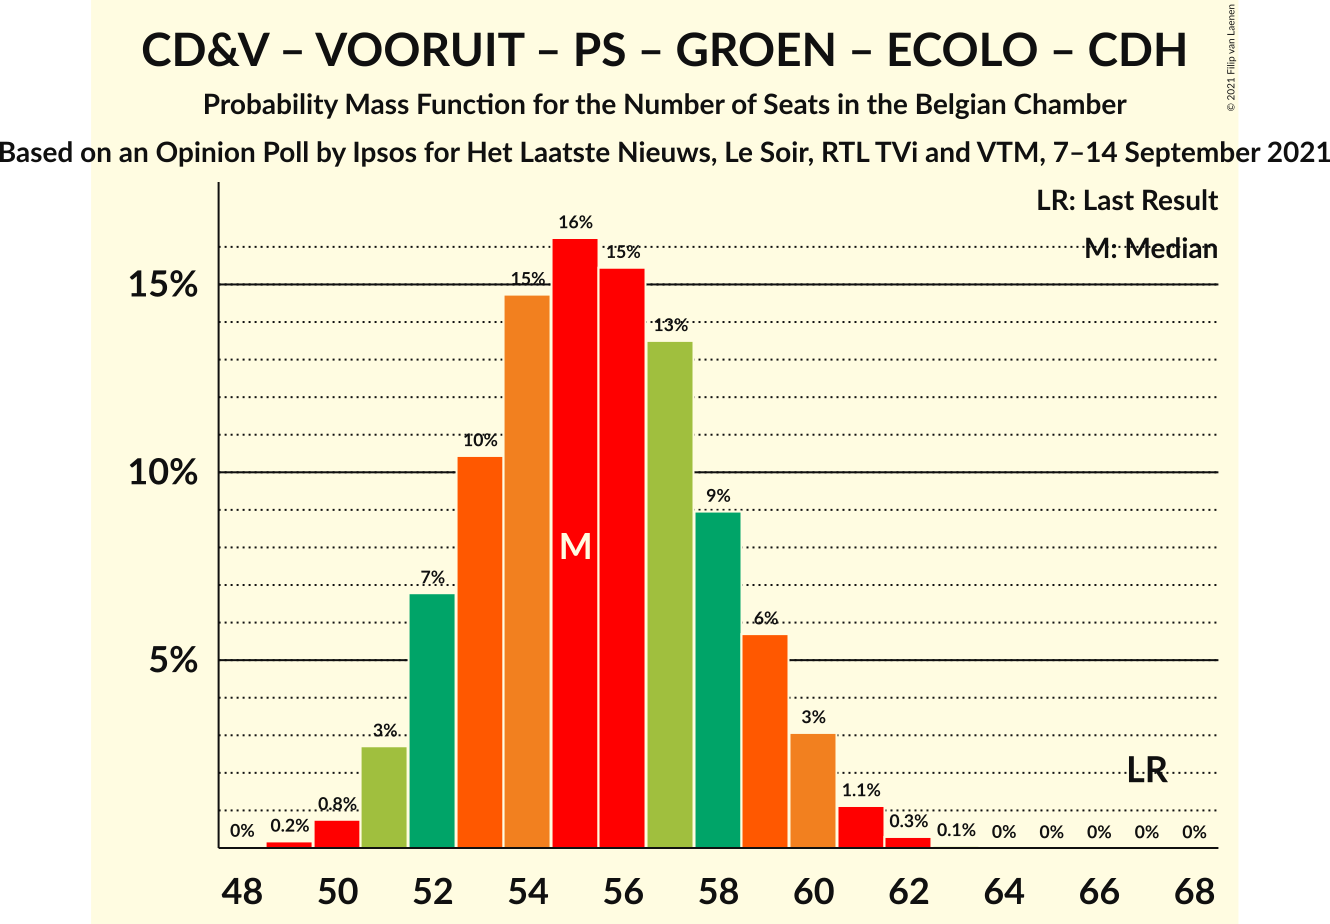 CD&V – VOORUIT – PS – GROEN – ECOLO – CDH
© 2021 Filip van Laenen
Probability Mass Function for the Number of Seats in the Belgian Chamber
Based on an Opinion Poll by Ipsos for Het Laatste Nieuws, Le Soir, RTL TVi and VTM, 7–14 September 2021
LR: Last Result
M: Median
15%
10%
5%
0%
0.2%
0.8%
3%
7%
10%
15%
16%
15%
13%
9%
6%
3%
1.1%
0.3%
0.1%
0%
0%
0%
0%
0%
M
LR
48 50 52 54 56 58 60 62 64 66 68